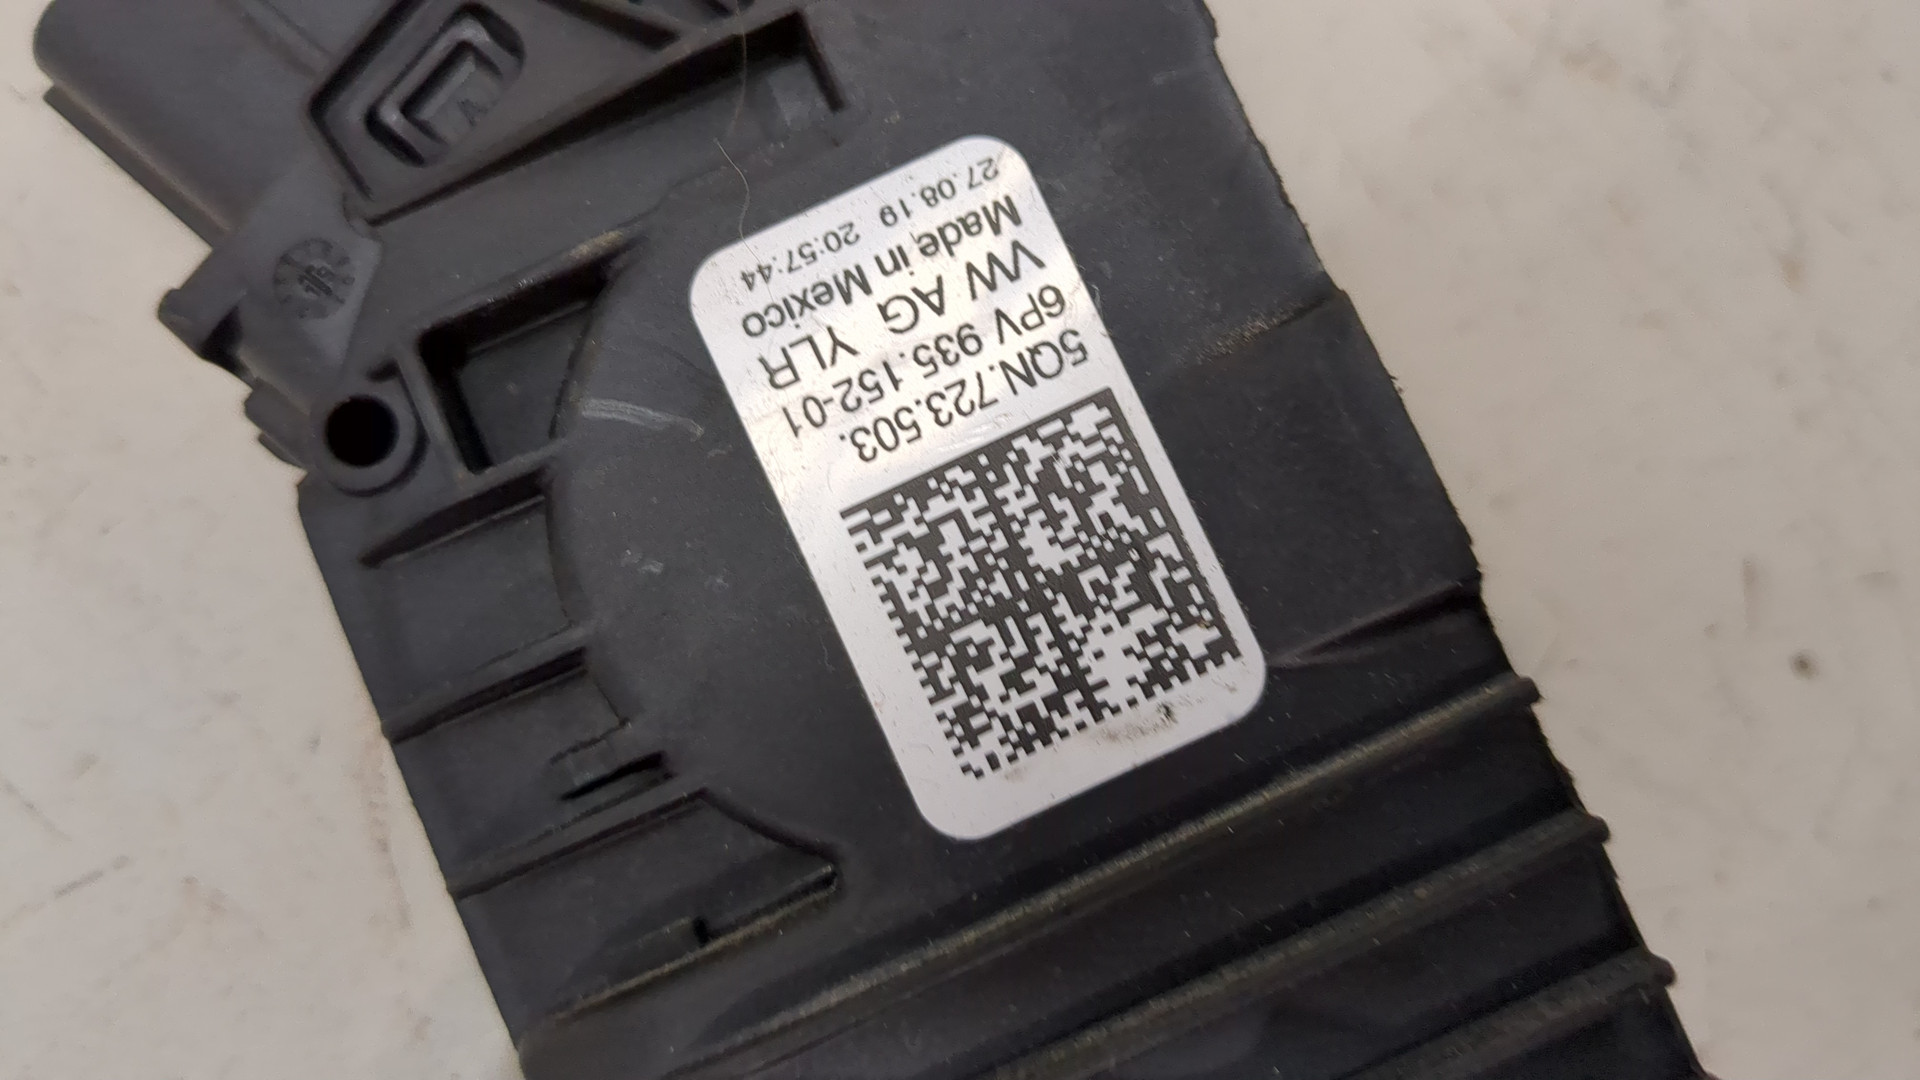 5QN.723.503.
6PV 935.152-01
VW AG YLR
Made in Mexico
27.08.19 20:57:44